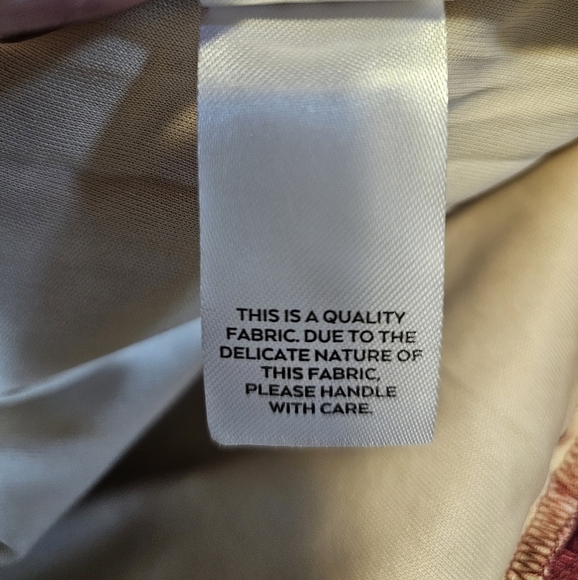 THIS IS A QUALITY
FABRIC. DUE TO THE
DELICATE NATURE OF
THIS FABRIC,
PLEASE HANDLE
WITH CARE.